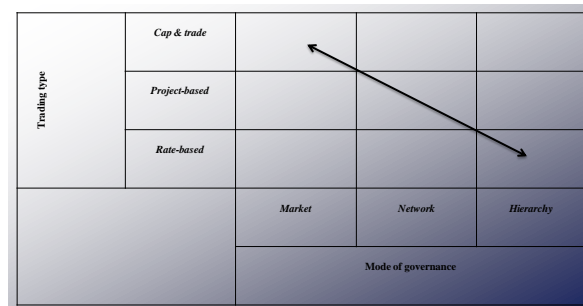 Cap & trade
Trading type
Project-based
Rate-based
Market Network Hierarchy
Mode of governance